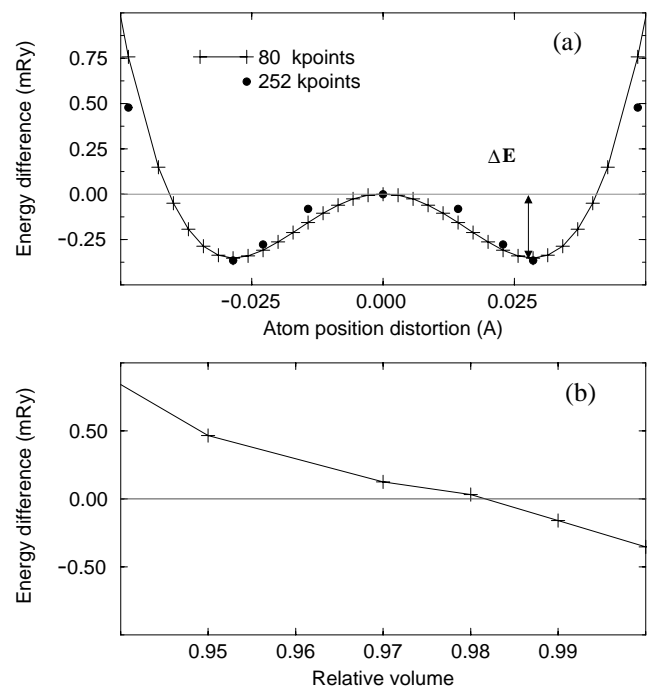 (a)
80 kpoints
252 kpoints
ΔE
0.75
0.50
0.25
0.00
−0.25
Energy difference (mRy)
−0.025
0.000
0.025
Atom position distortion (A)
(b)
0.50
0.00
−0.50
Energy difference (mRy)
0.95
0.96
0.97
0.98
0.99
Relative volume